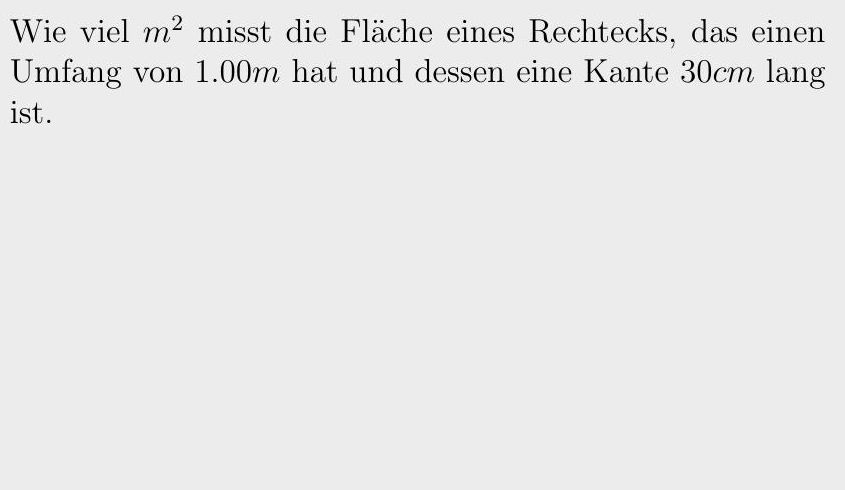 Wie viel m² misst die Fläche eines Rechtecks, das einen
Umfang von 1.00m hat und dessen eine Kante 30cm lang
ist.